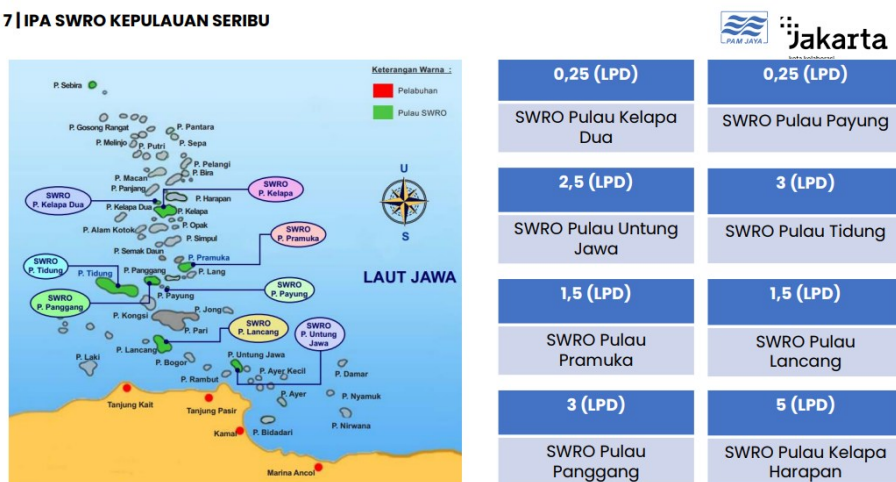 7 | IPA SWRO KEPULAUAN SERIBU
PAM JAYA
Jakarta
kota kolaborasi
Keterangan Warna :
Pelabuhan
Pulau SWRO
P. Sebira
P. Gosong Rangat
P. Pantara
P. Melinjo
P. Putri
P. Sepa
P. Pelangi
P. Bira
P. Macan
P. Panjang
P. Harapan
SWRO
P. Kelapa Dua
SWRO
P. Kelapa
P. Kelapa Dua
P. Kelapa
P. Opak
P. Alam Kotok
P. Simpul
SWRO
P. Pramuka
P. Semak Daun
P. Pramuka
P. Panggang
P. Lang
SWRO
P. Tidung
P. Tidung
P. Payung
SWRO
P. Payung
SWRO
P. Panggang
P. Kongsi
P. Jong
P. Pari
SWRO
P. Lancang
SWRO
P. Untung
Jawa
P. Lancang
P. Laki
P. Bogor
P. Untung Jawa
P. Rambut
P. Ayer Kecil
P. Damar
P. Ayer
P. Nyamuk
P. Nirwana
P. Bidadari
Tanjung Kait
Tanjung Pasir
Kamal
Marina Ancol
U
S
LAUT JAWA
0,25 (LPD)
SWRO Pulau Kelapa
Dua
0,25 (LPD)
SWRO Pulau Payung
2,5 (LPD)
SWRO Pulau Untung
Jawa
3 (LPD)
SWRO Pulau Tidung
1,5 (LPD)
SWRO Pulau
Pramuka
1,5 (LPD)
SWRO Pulau
Lancang
3 (LPD)
SWRO Pulau
Panggang
5 (LPD)
SWRO Pulau Kelapa
Harapan